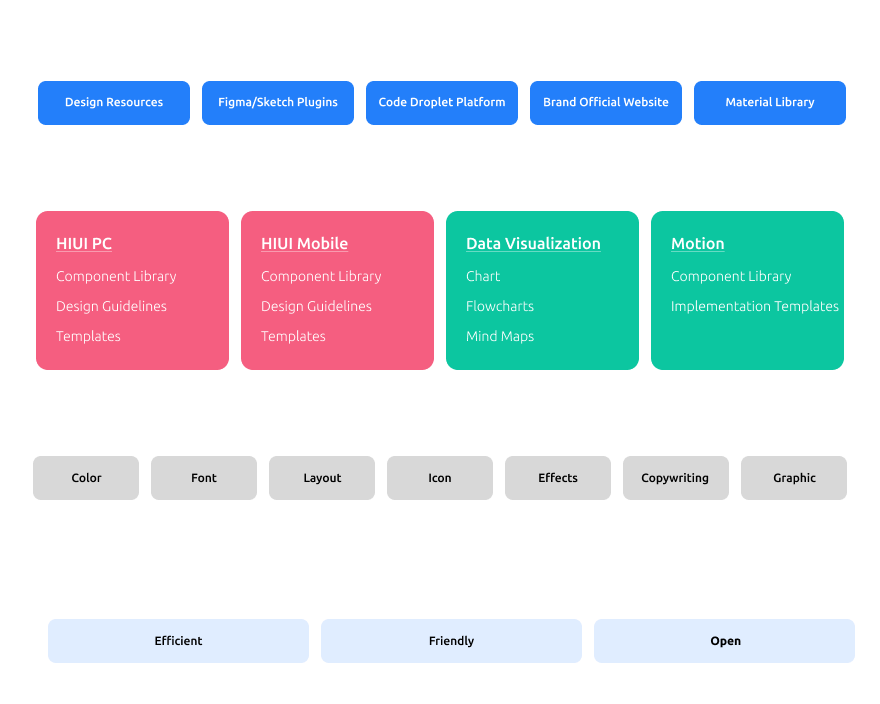 Design Resources
Figma/Sketch Plugins
Code Droplet Platform
Brand Official Website
Material Library
HIUI PC
Component Library
Design Guidelines
Templates
HIUI Mobile
Component Library
Design Guidelines
Templates
Data Visualization
Chart
Flowcharts
Mind Maps
Motion
Component Library
Implementation Templates
Color
Font
Layout
Icon
Effects
Copywriting
Graphic
Efficient
Friendly
Open